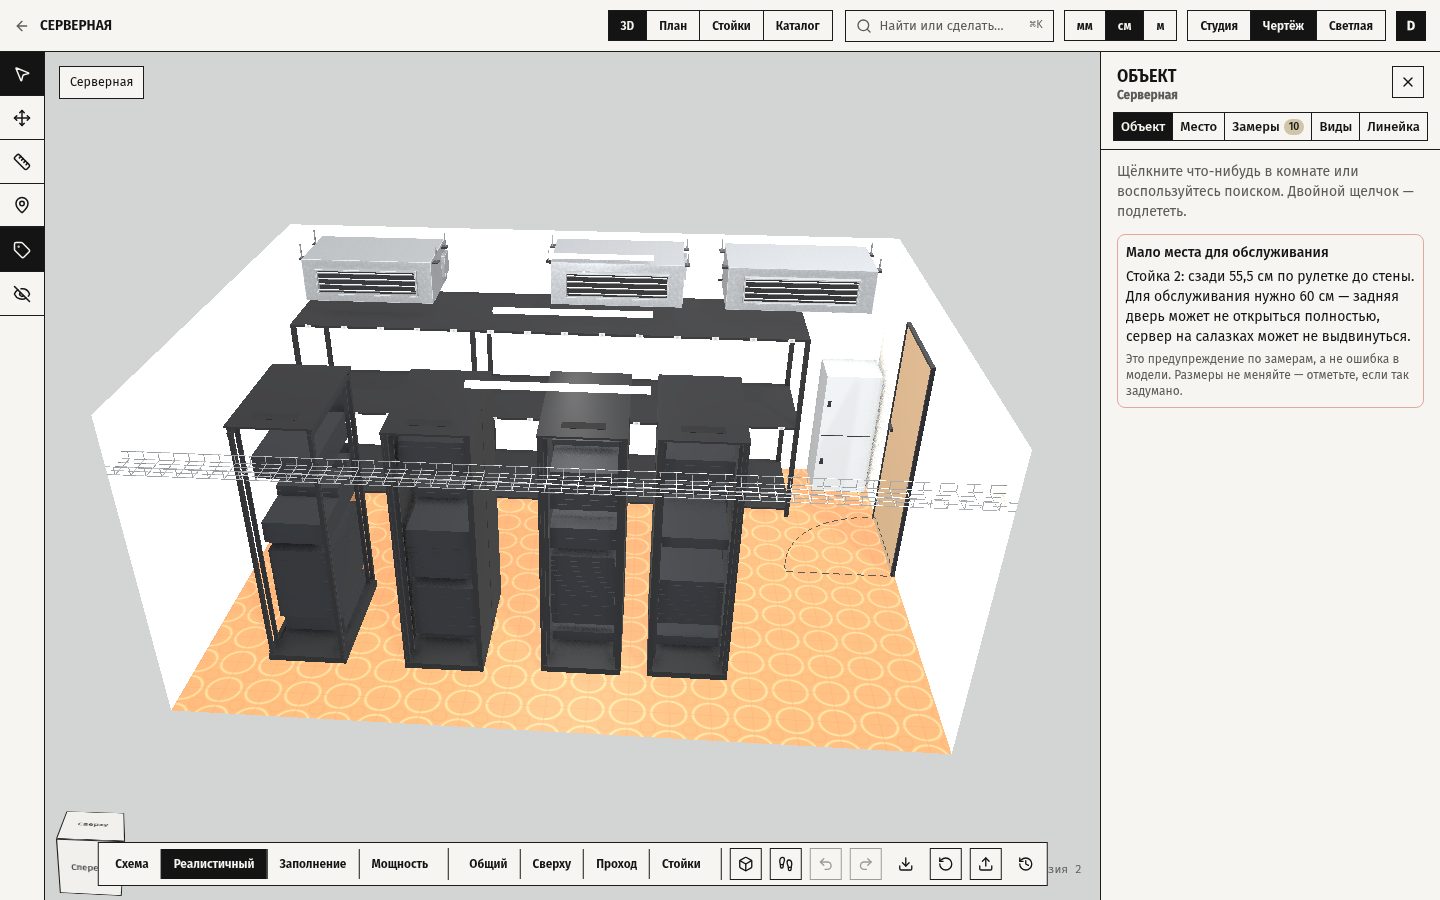 СЕРВЕРНАЯ
3D План Стойки Каталог
Найти или сделать... ⌘K
мм см м
Студия Чертёж Светлая
D
Серверная
ОБЪЕКТ
Серверная
Объект Место Замеры 10 Виды Линейка
Щёлкните что-нибудь в комнате или
воспользуйтесь поиском. Двойной щелчок —
подлететь.
Мало места для обслуживания
Стойка 2: сзади 55,5 см по рулетке до стены.
Для обслуживания нужно 60 см — задняя
дверь может не открыться полностью,
сервер на салазках может не выдвинуться.
Это предупреждение по замерам, а не ошибка в
модели. Размеры не меняйте — отметьте, если так
задумано.
Сверху
Спере
Схема Реалистичный Заполнение Мощность Общий Сверху Проход Стойки
зия 2